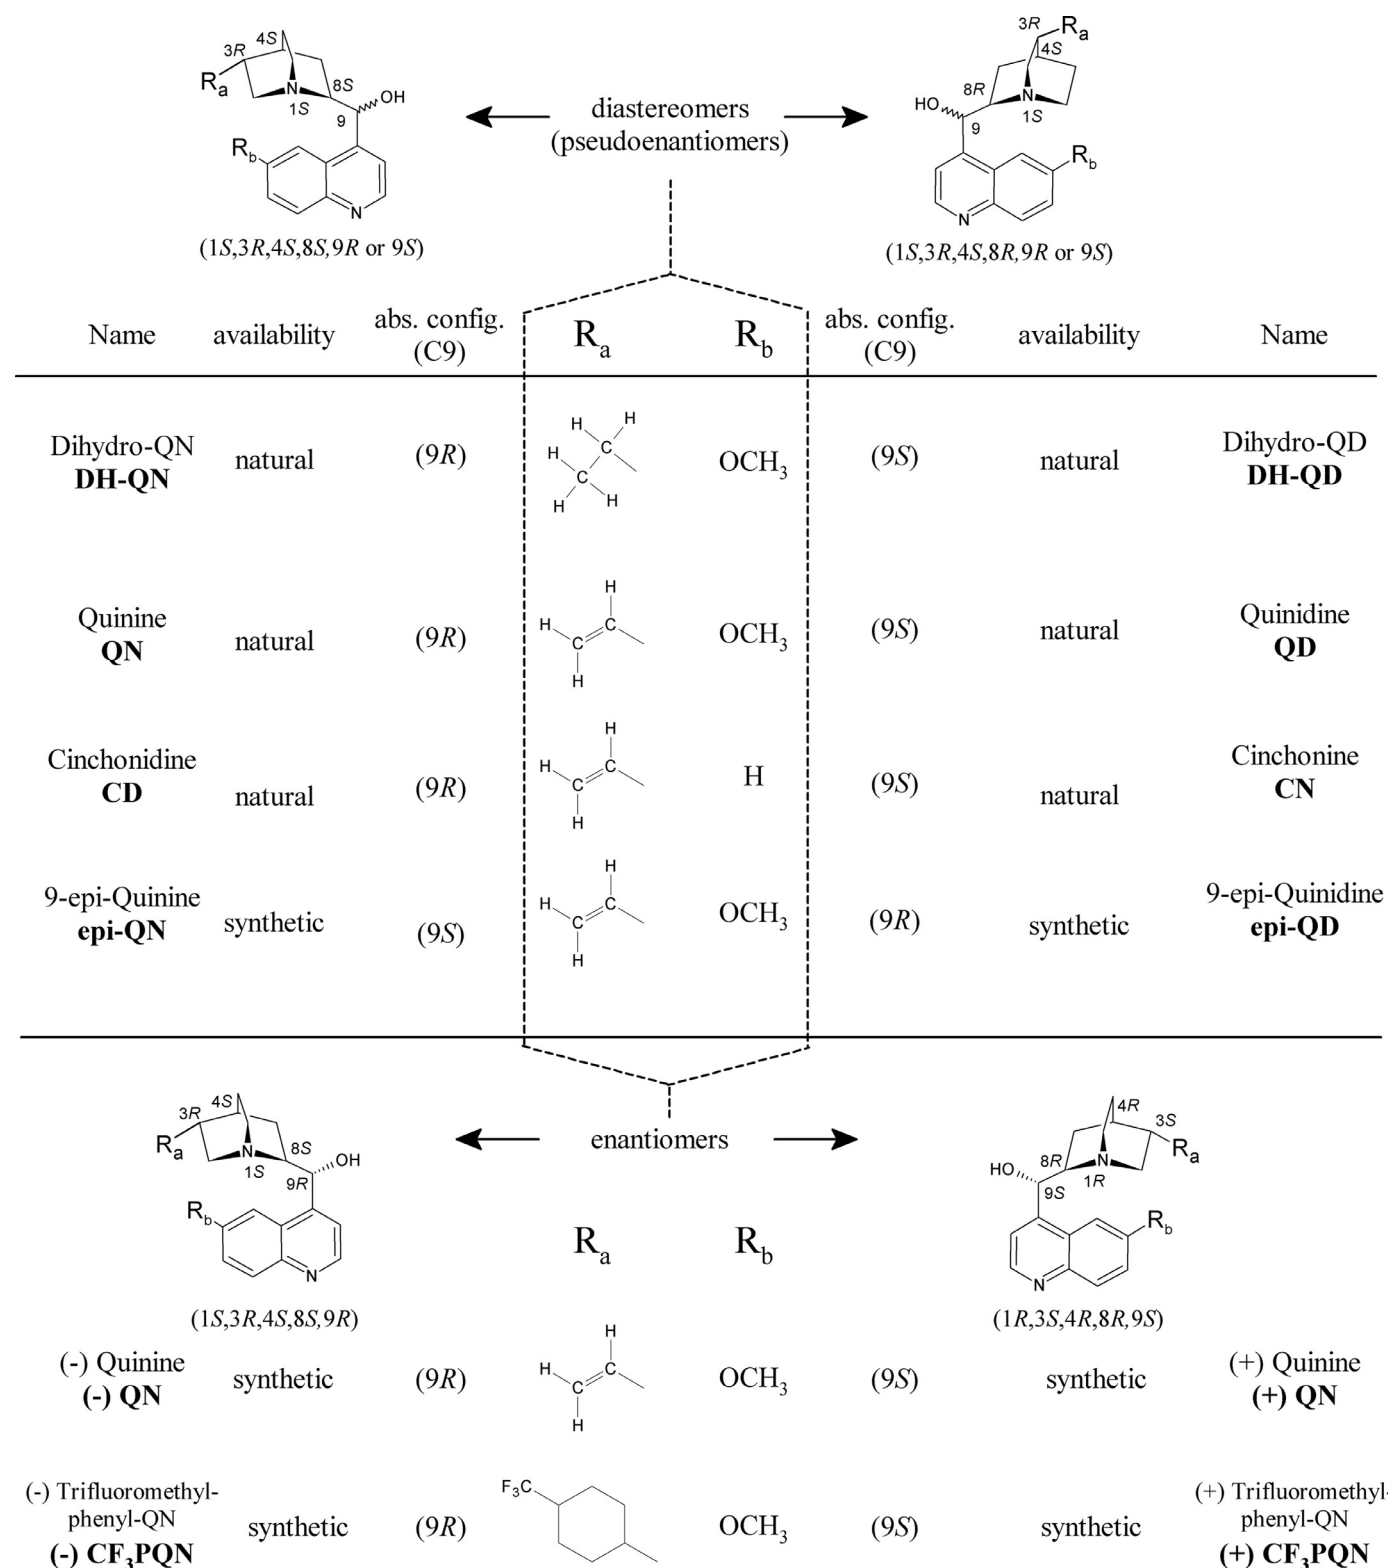 4S
3R
Ra
8S
N
1S
OH
9
Rb
N
(1S,3R,4S,8S,9R or 9S)
diastereomers
(pseudoenantiomers)
3R
Ra
4S
8R
N
1S
HO
9
Rb
N
(1S,3R,4S,8R,9R or 9S)
Name availability abs. config. (C9) Ra Rb abs. config. (C9) availability Name
Dihydro-QN
DH-QN
natural
(9R)
H
H
C
H
C
H
H
OCH3
(9S)
natural
Dihydro-QD
DH-QD
Quinine
QN
natural
(9R)
H
H
C
C
H
OCH3
(9S)
natural
Quinidine
QD
Cinchonidine
CD
natural
(9R)
H
H
C
C
H
H
(9S)
natural
Cinchonine
CN
9-epi-Quinine
epi-QN
synthetic
(9S)
H
H
C
C
H
OCH3
(9R)
synthetic
9-epi-Quinidine
epi-QD
4S
3R
Ra
8S
N
1S
OH
9R
Rb
N
(1S,3R,4S,8S,9R)
enantiomers
Ra Rb
4R
3S
Ra
8R
N
1R
HO
9S
Rb
N
(1R,3S,4R,8R,9S)
(-) Quinine
(-) QN
synthetic
(9R)
H
H
C
C
H
OCH3
(9S)
synthetic
(+) Quinine
(+) QN
(-) Trifluoromethyl-
phenyl-QN
(-) CF3PQN
synthetic
(9R)
F3C
OCH3
(9S)
synthetic
(+) Trifluoromethyl-
phenyl-QN
(+) CF3PQN